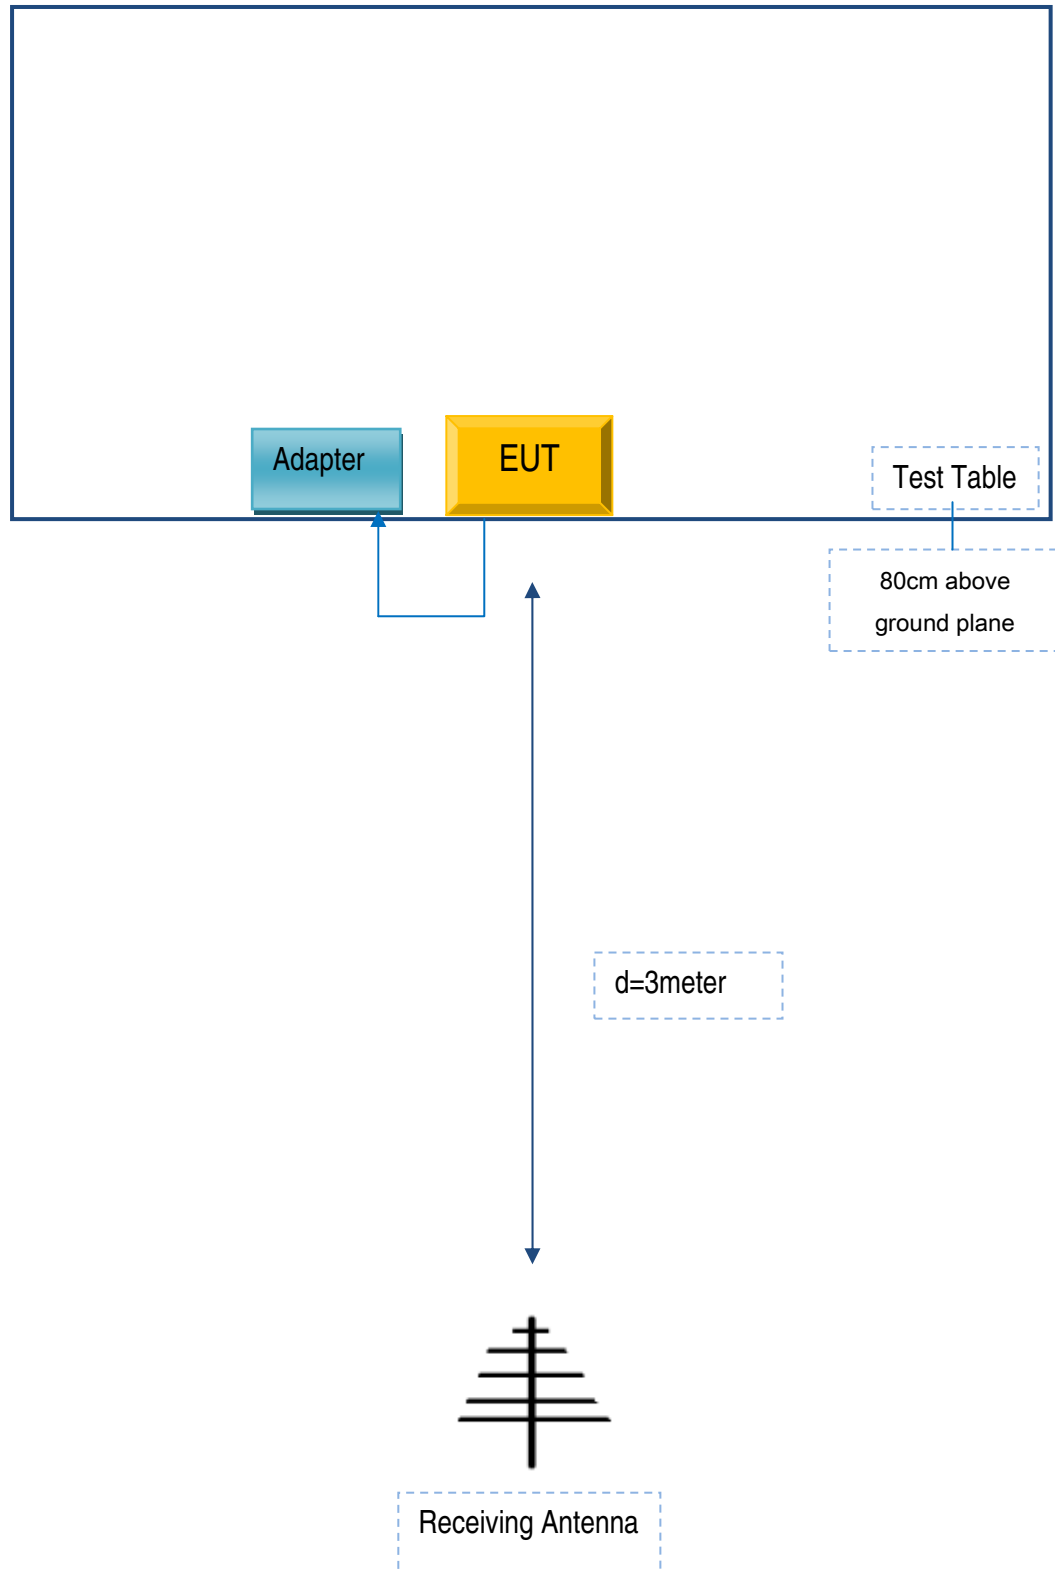 Adapter
EUT
Test Table
80cm above
ground plane
d=3meter
Receiving Antenna